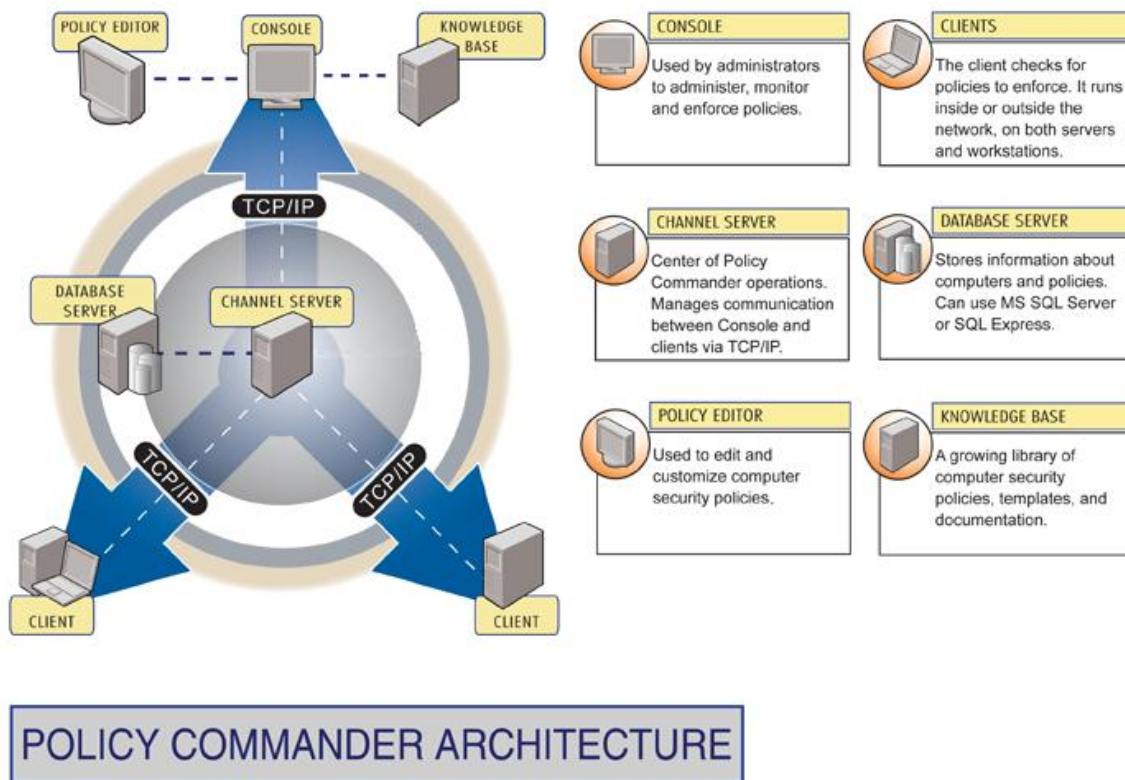 POLICY EDITOR
CONSOLE
KNOWLEDGE
BASE
TCP/IP
DATABASE
SERVER
CHANNEL SERVER
TCP/IP
TCP/IP
CLIENT
CLIENT
CONSOLE
Used by administrators
to administer, monitor
and enforce policies.
CLIENTS
The client checks for
policies to enforce. It runs
inside or outside the
network, on both servers
and workstations.
CHANNEL SERVER
Center of Policy
Commander operations.
Manages communication
between Console and
clients via TCP/IP.
DATABASE SERVER
Stores information about
computers and policies.
Can use MS SQL Server
or SQL Express.
POLICY EDITOR
Used to edit and
customize computer
security policies.
KNOWLEDGE BASE
A growing library of
computer security
policies, templates, and
documentation.
POLICY COMMANDER ARCHITECTURE